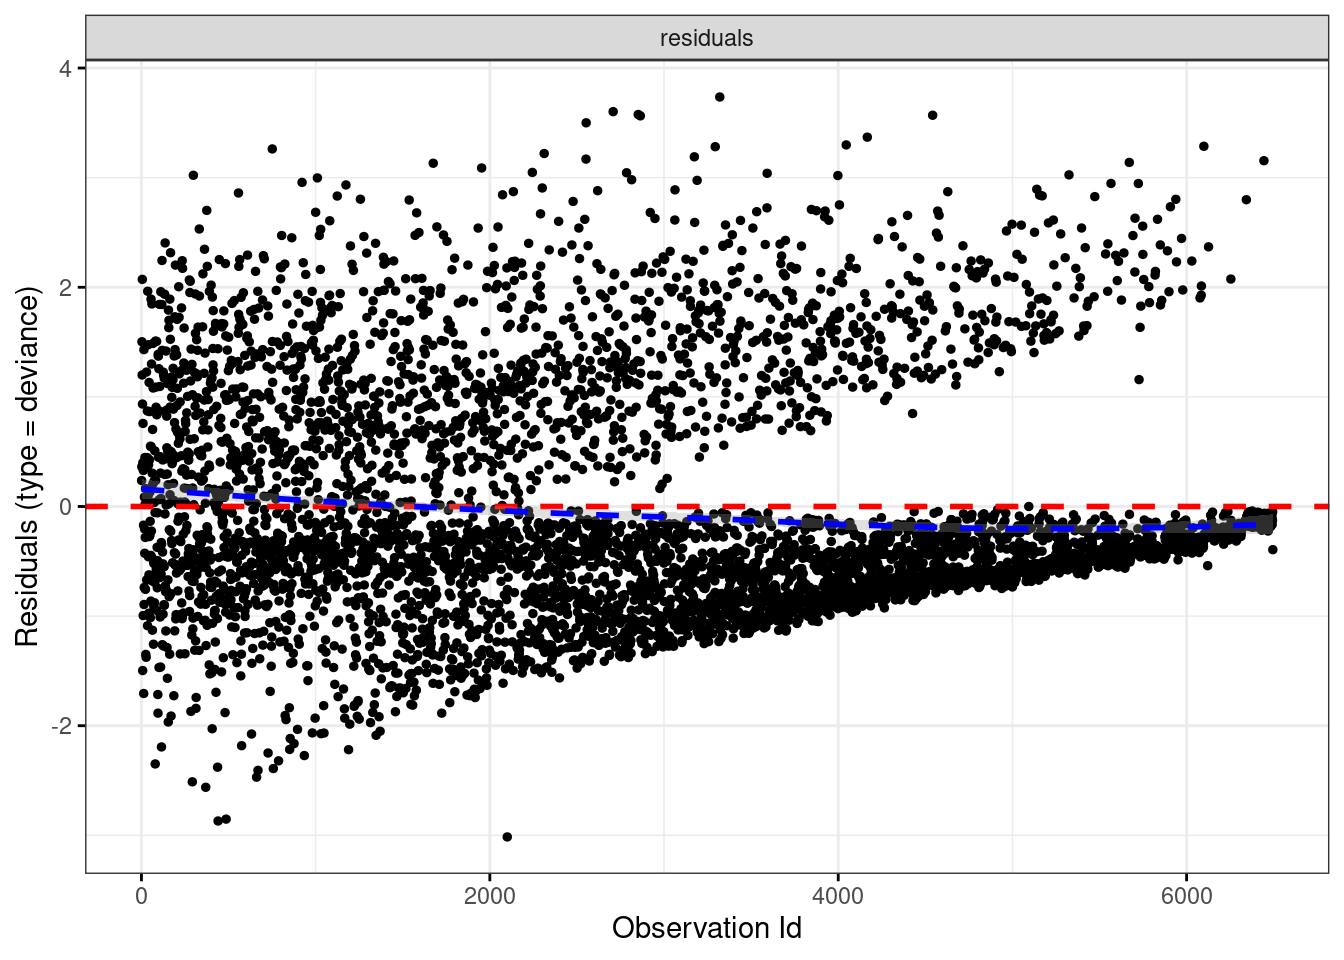 residuals
4
2
0
-2
Residuals (type = deviance)
0
2000
4000
6000
Observation Id